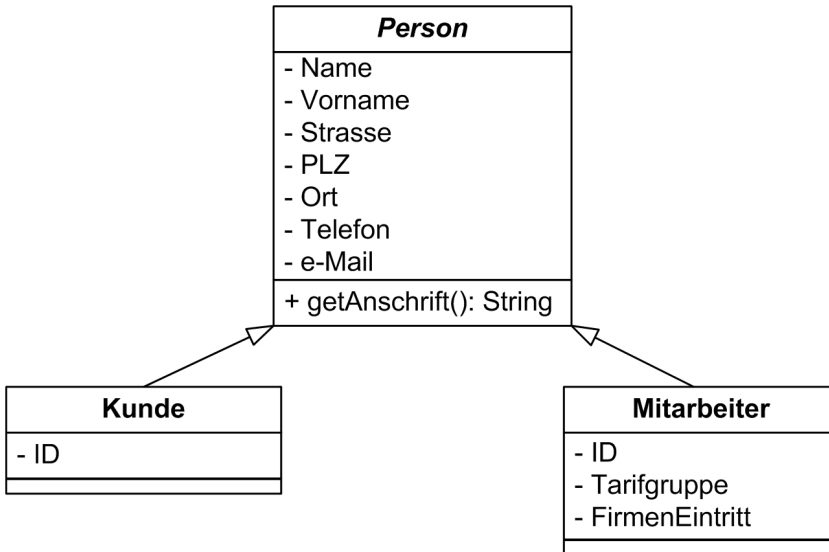 Person
- Name
- Vorname
- Strasse
- PLZ
- Ort
- Telefon
- e-Mail
+ getAnschrift(): String
Kunde
- ID
Mitarbeiter
- ID
- Tarifgruppe
- FirmenEintritt